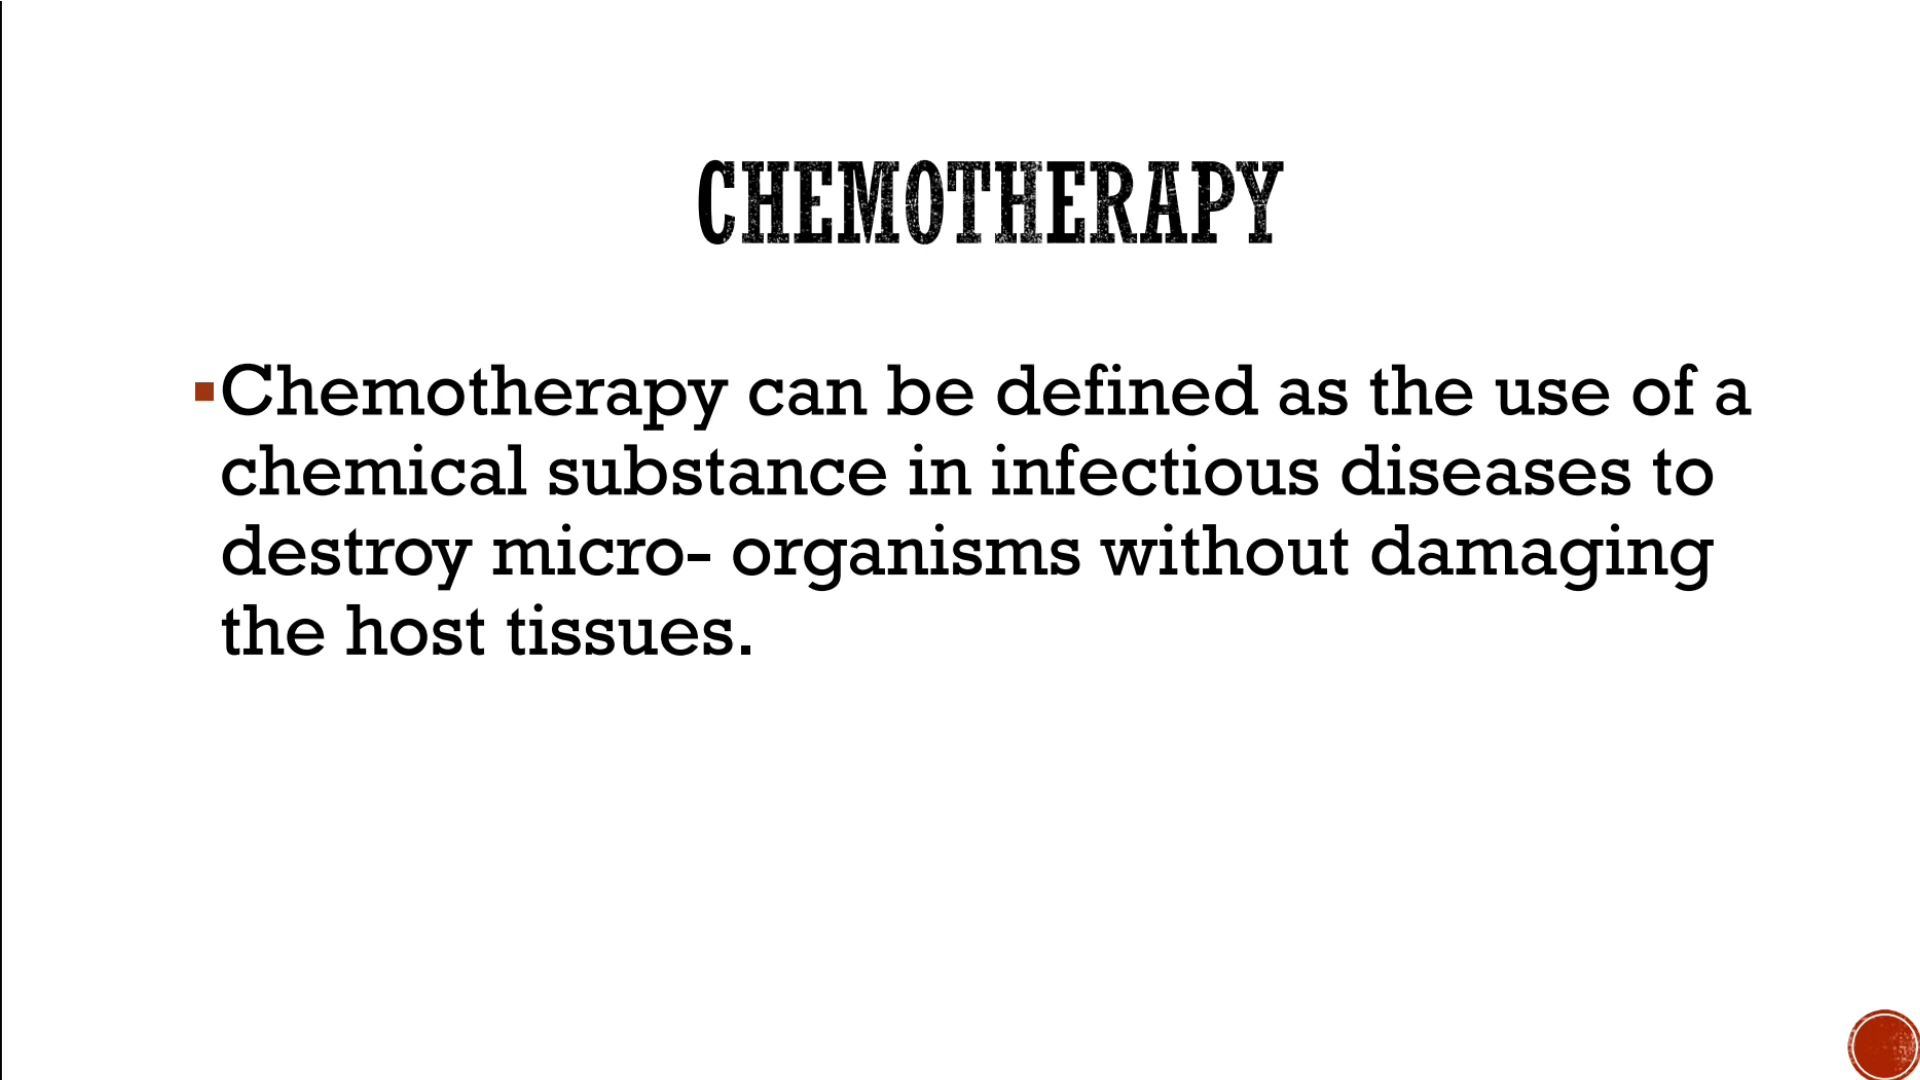 CHEMOTHERAPY
▪Chemotherapy can be defined as the use of a
chemical substance in infectious diseases to
destroy micro- organisms without damaging
the host tissues.